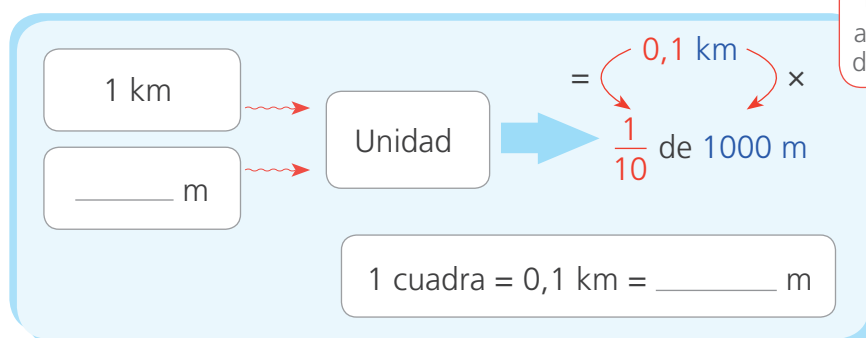 1 km
_______ m
Unidad
= 0,1 km ×
1/10 de 1000 m
1 cuadra = 0,1 km = ________ m